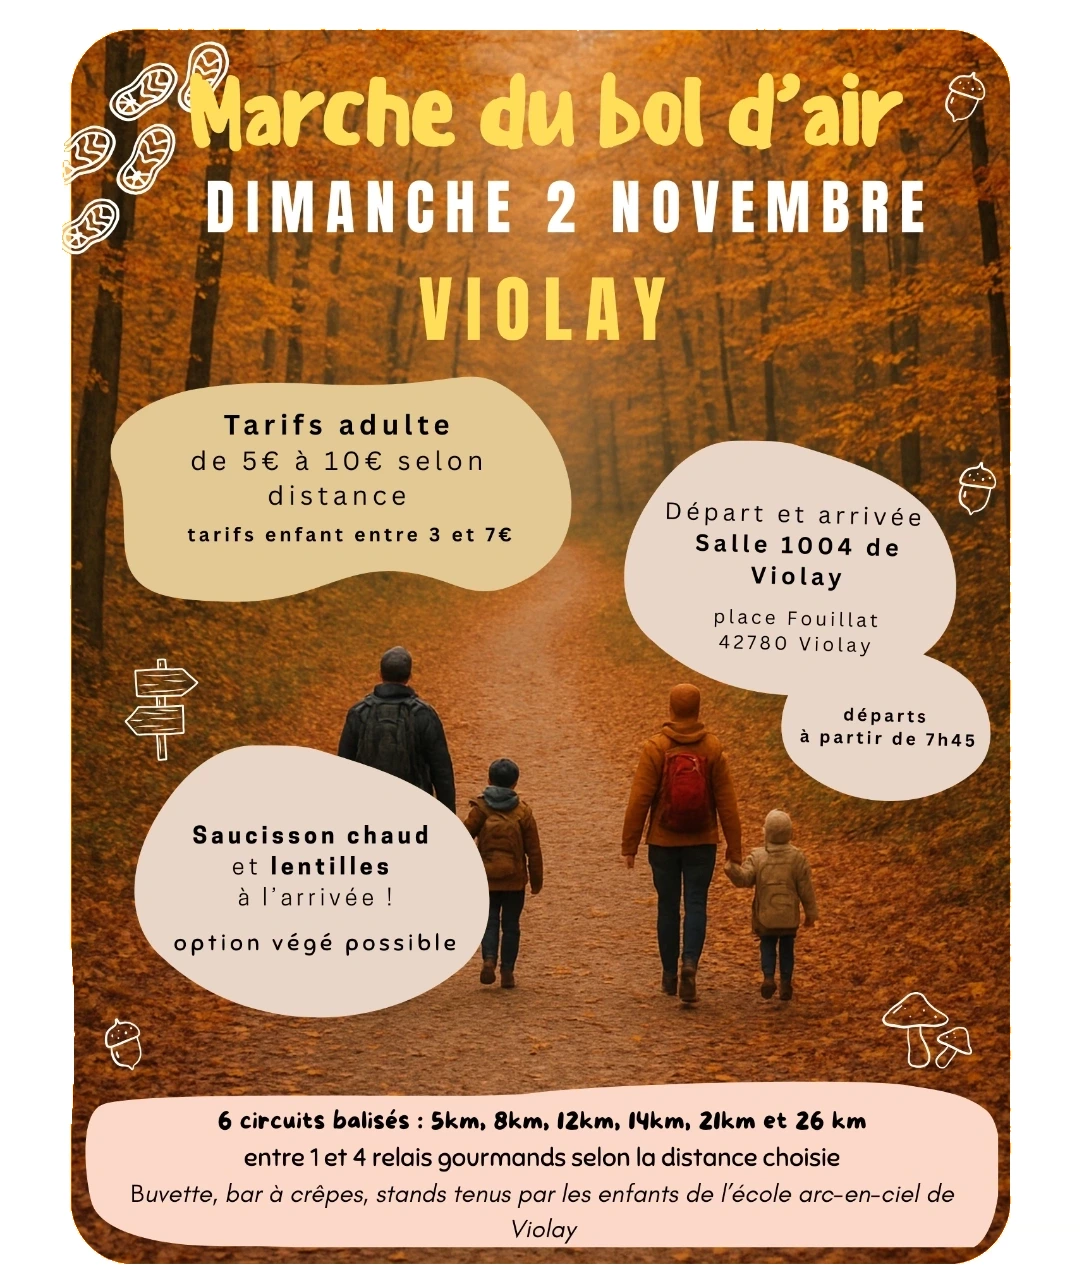 Marche du bol d'air
DIMANCHE 2 NOVEMBRE
VIOLAY
Tarifs adulte
de 5€ à 10€ selon
distance
tarifs enfant entre 3 et 7€
Départ et arrivée
Salle 1004 de
Violay
place Fouillat
42780 Violay
départs
à partir de 7h45
Saucisson chaud
et lentilles
à l'arrivée !
option végé possible
6 circuits balisés : 5km, 8km, 12km, 14km, 21km et 26 km
entre 1 et 4 relais gourmands selon la distance choisie
Buvette, bar à crêpes, stands tenus par les enfants de l'école arc-en-ciel de
Violay